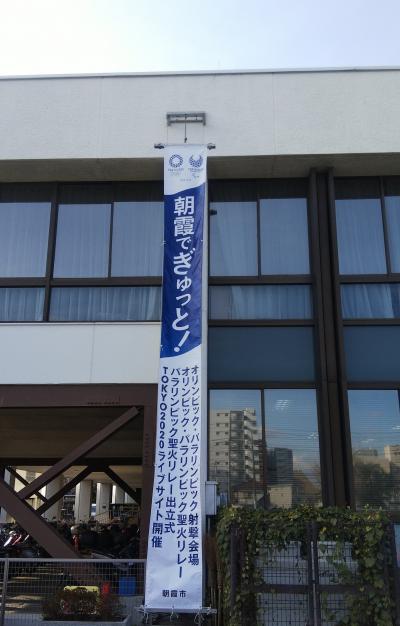 朝霞でぎゅっと!
オリンピック・パラリンピック射撃会場
オリンピック・パラリンピック聖火リレー
パラリンピック聖火リレー出立式
TOKYO2020ライブサイト開催
朝霞市